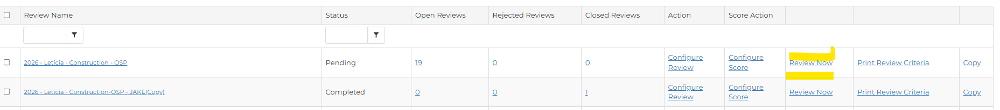 Review Name Status Open Reviews Rejected Reviews Closed Reviews Action Score Action
2026 - Leticia - Construction - OSP Pending 19 0 0 Configure Review Configure Score Review Now Print Review Criteria Copy
2026 - Leticia - Construction-OSP - JAKE(Copy) Completed 0 0 1 Configure Review Configure Score Review Now Print Review Criteria Copy